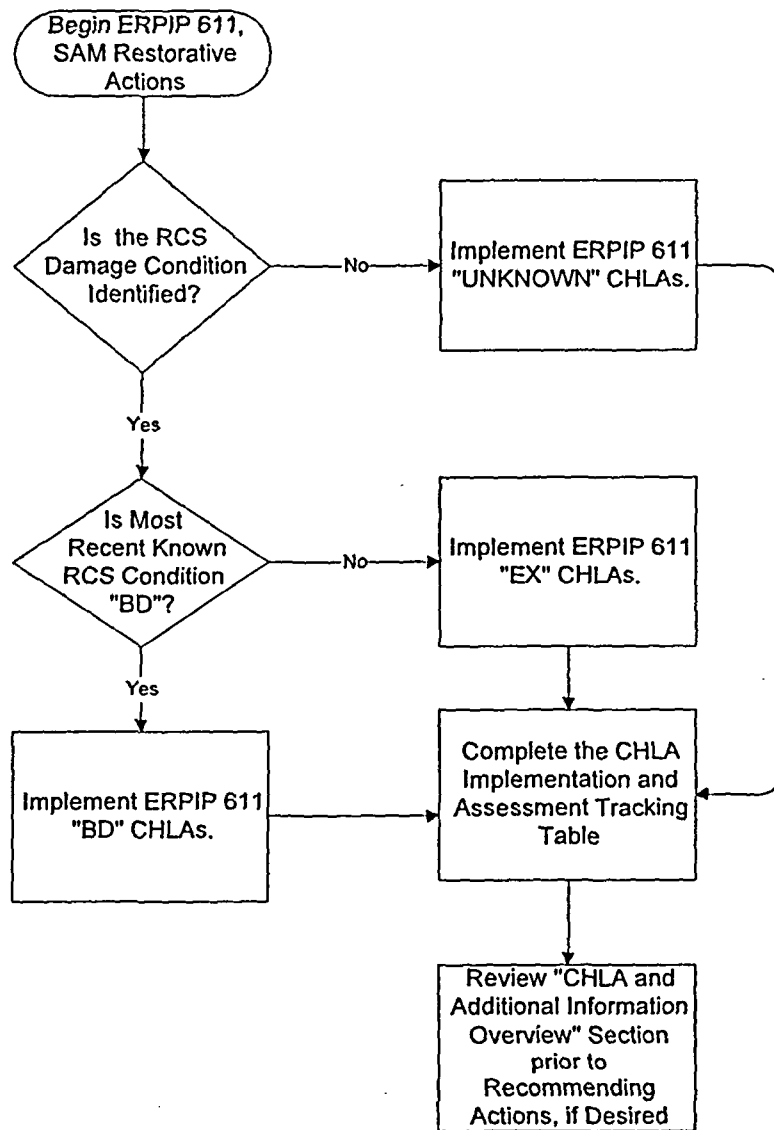 Begin ERPIP 611,
SAM Restorative
Actions
Is the RCS
Damage Condition
Identified?
No
Implement ERPIP 611
"UNKNOWN" CHLAs.
Yes
Is Most
Recent Known
RCS Condition
"BD"?
No
Implement ERPIP 611
"EX" CHLAs.
Yes
Implement ERPIP 611
"BD" CHLAs.
Complete the CHLA
Implementation and
Assessment Tracking
Table
Review "CHLA and
Additional Information
Overview" Section
prior to
Recommending
Actions, if Desired